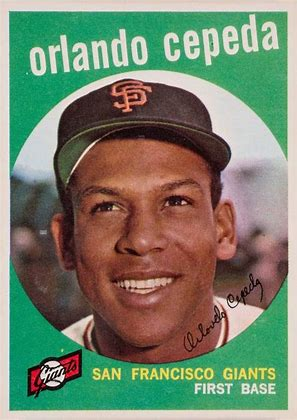 orlando cepeda
SF
Orlando Cepeda
Giants
SAN FRANCISCO GIANTS
FIRST BASE